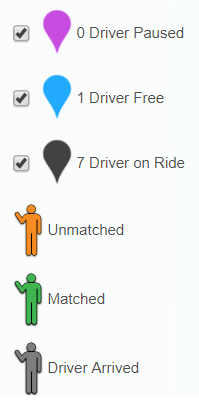 0 Driver Paused
1 Driver Free
7 Driver on Ride
Unmatched
Matched
Driver Arrived